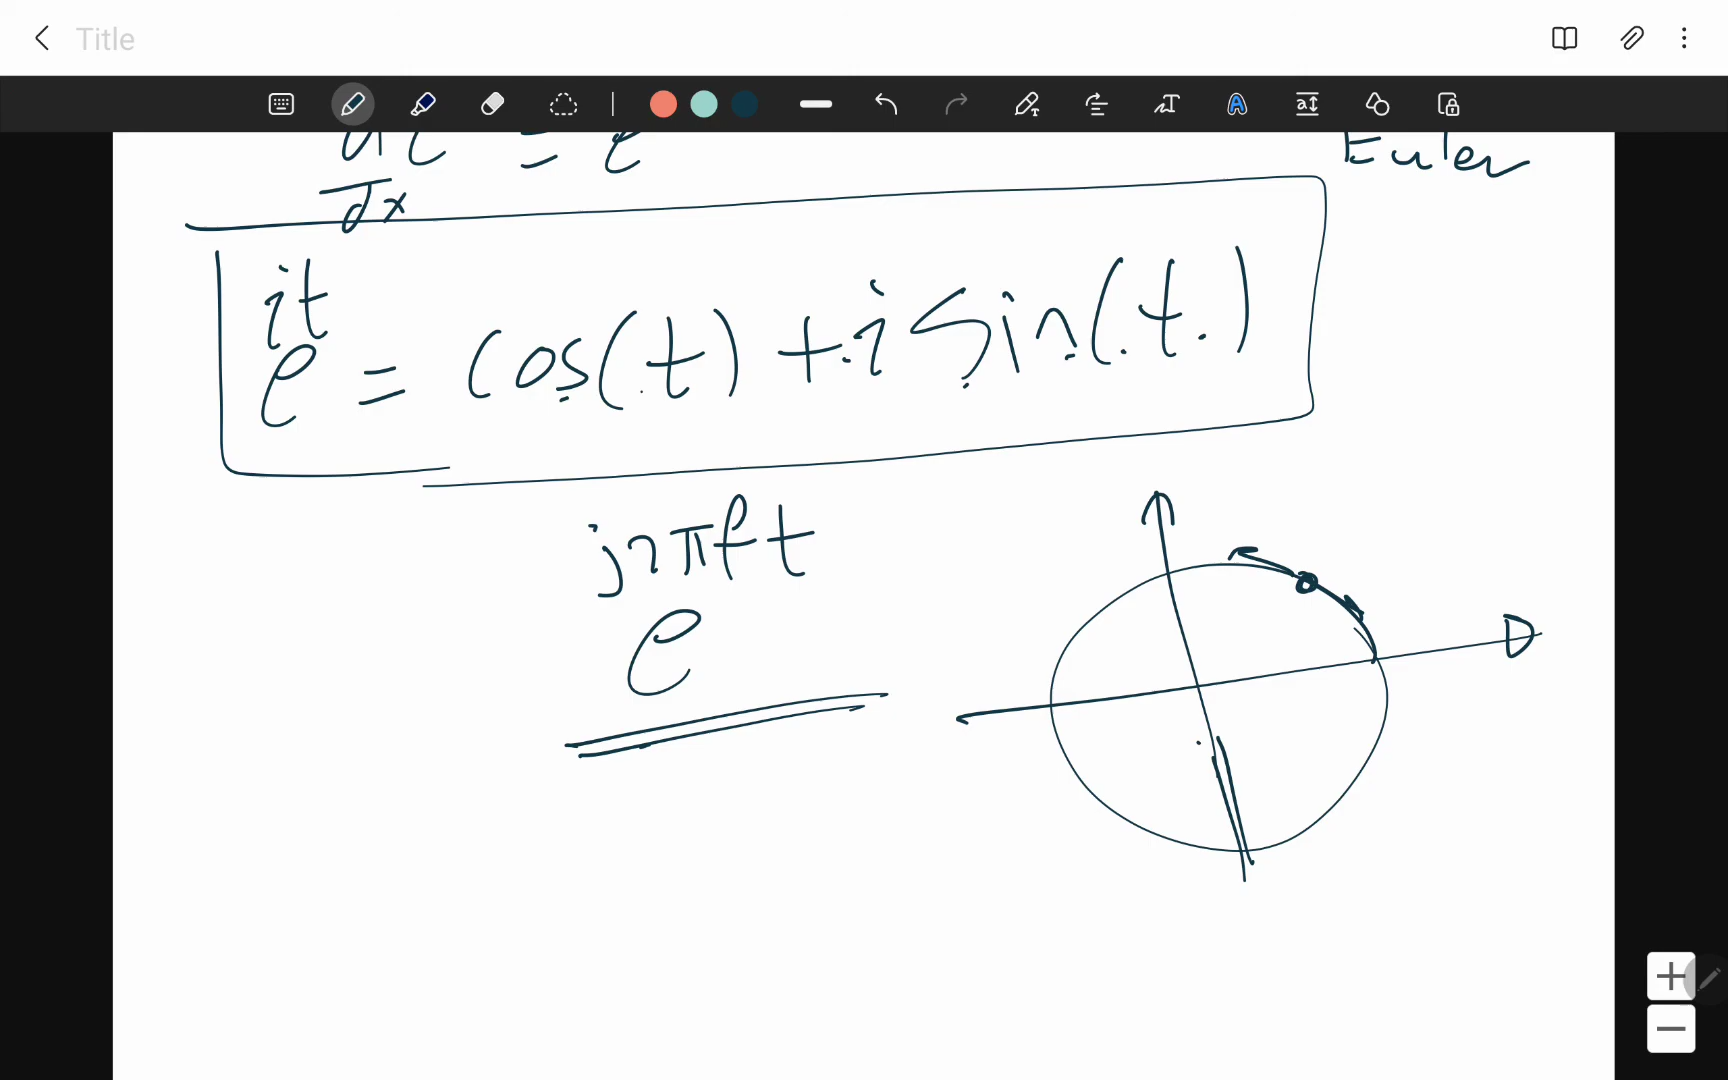 Title
d e = e
dx
Euler
e^{it} = cos(t) + i sin(t)
e^{j2πft}